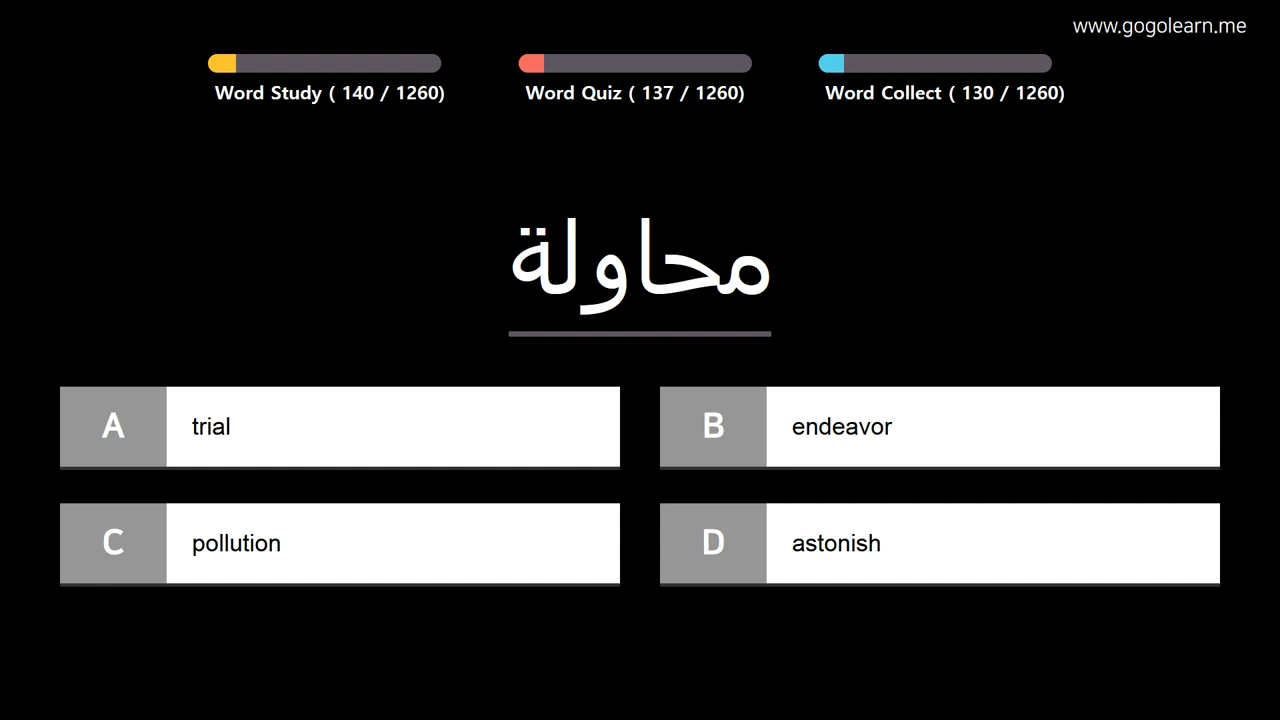 www.gogolearn.me
Word Study ( 140 / 1260)
Word Quiz ( 137 / 1260)
Word Collect ( 130 / 1260)
محاولة
A trial
B endeavor
C pollution
D astonish